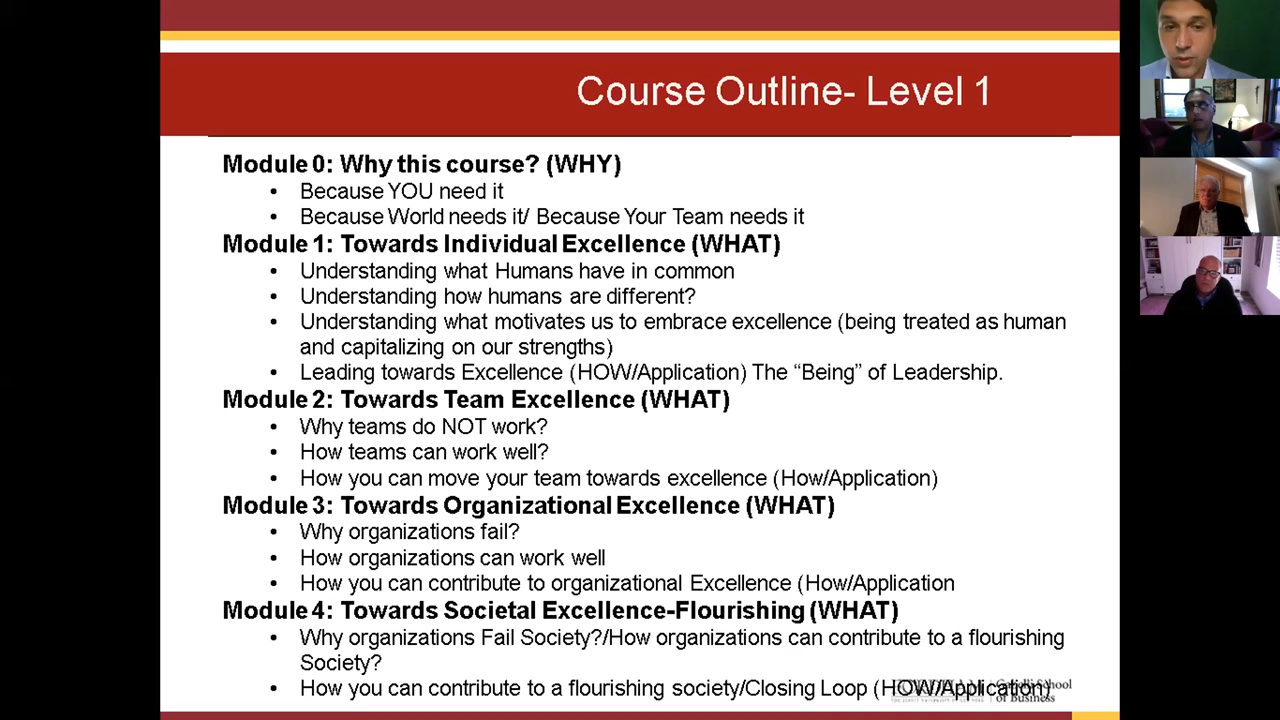 Course Outline- Level 1
Module 0: Why this course? (WHY)
• Because YOU need it
• Because World needs it/ Because Your Team needs it
Module 1: Towards Individual Excellence (WHAT)
• Understanding what Humans have in common
• Understanding how humans are different?
• Understanding what motivates us to embrace excellence (being treated as human
and capitalizing on our strengths)
• Leading towards Excellence (HOW/Application) The “Being” of Leadership.
Module 2: Towards Team Excellence (WHAT)
• Why teams do NOT work?
• How teams can work well?
• How you can move your team towards excellence (How/Application)
Module 3: Towards Organizational Excellence (WHAT)
• Why organizations fail?
• How organizations can work well
• How you can contribute to organizational Excellence (How/Application
Module 4: Towards Societal Excellence-Flourishing (WHAT)
• Why organizations Fail Society?/How organizations can contribute to a flourishing
Society?
• How you can contribute to a flourishing society/Closing Loop (HOW/Application)
School
of Business